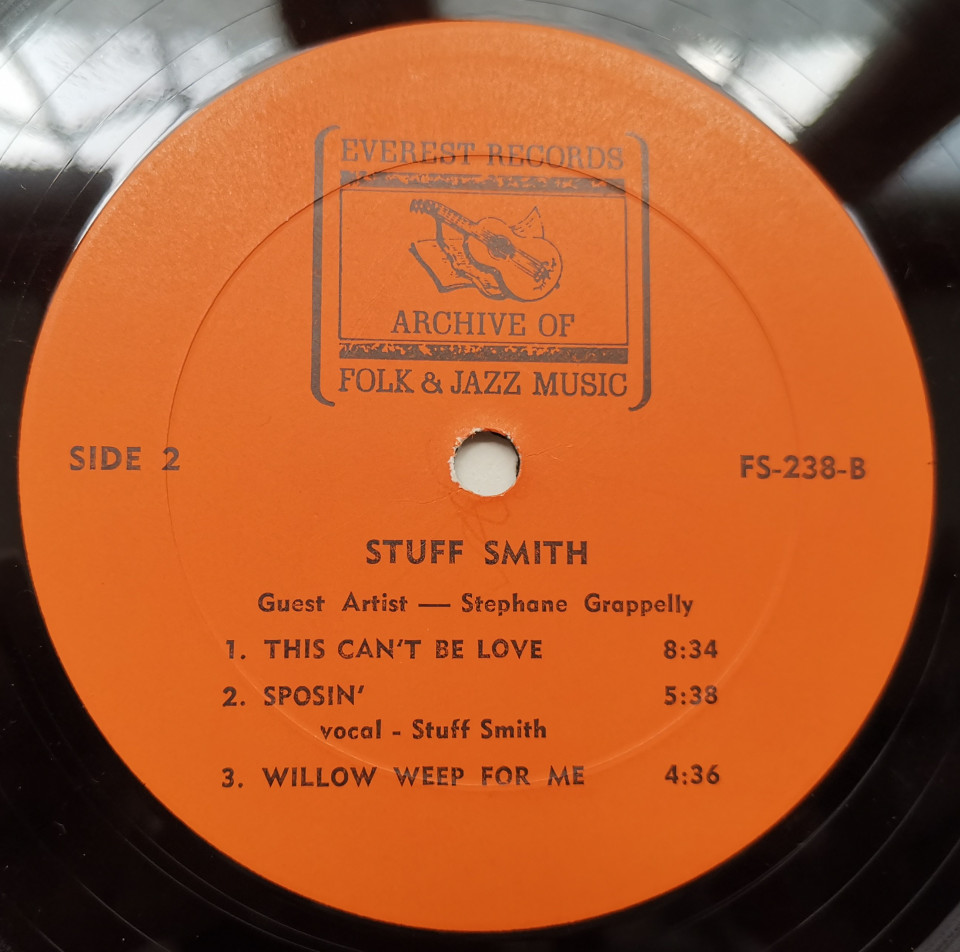 EVEREST RECORDS
ARCHIVE OF
FOLK & JAZZ MUSIC
SIDE 2
FS-238-B
STUFF SMITH
Guest Artist — Stephane Grappelly
1. THIS CAN'T BE LOVE 8:34
2. SPOSIN' 5:38
vocal - Stuff Smith
3. WILLOW WEEP FOR ME 4:36